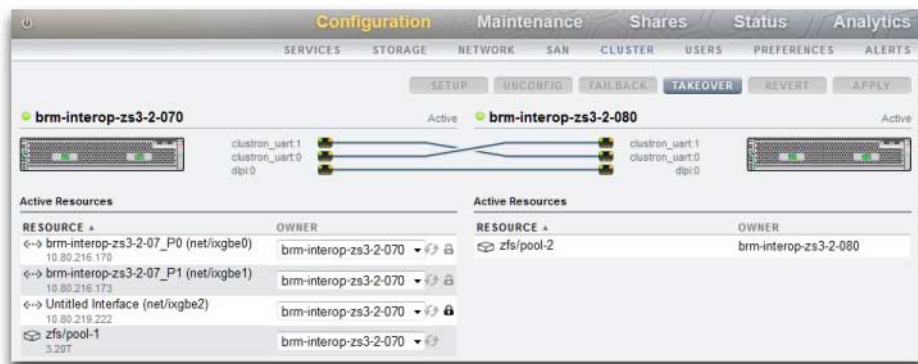 Configuration Maintenance Shares Status Analytics
SERVICES STORAGE NETWORK SAN CLUSTER USERS PREFERENCES ALERTS
SETUP UNCONFIG FAILBACK TAKEOVER REVERT APPLY
brm-interop-zs3-2-070 Active
clustron_uart:1
clustron_uart:0
dlpi:0
brm-interop-zs3-2-080 Active
clustron_uart:1
clustron_uart:0
dlpi:0
Active Resources
RESOURCE OWNER
brm-interop-zs3-2-07_P0 (net/ixgbe0) brm-interop-zs3-2-070
10.80.216.170
brm-interop-zs3-2-07_P1 (net/ixgbe1) brm-interop-zs3-2-070
10.80.216.173
Untitled Interface (net/ixgbe2) brm-interop-zs3-2-070
10.80.219.222
zfs/pool-1 brm-interop-zs3-2-070
3.20T
Active Resources
RESOURCE OWNER
zfs/pool-2 brm-interop-zs3-2-080